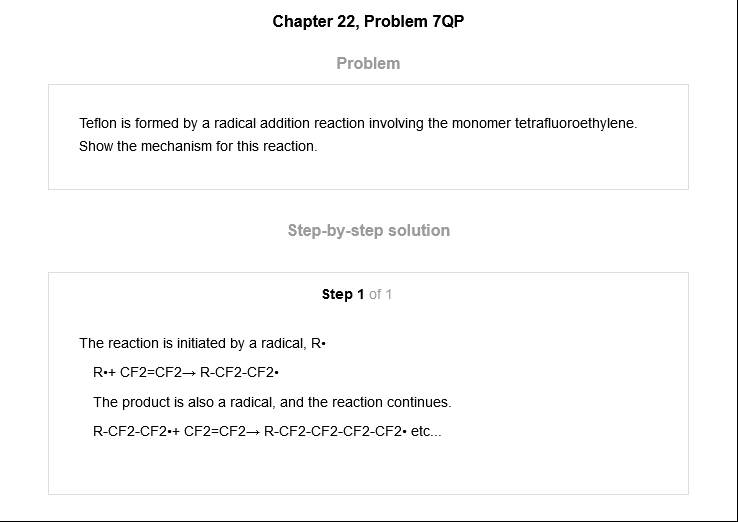 Chapter 22, Problem 7QP
Problem
Teflon is formed by a radical addition reaction involving the monomer tetrafluoroethylene.
Show the mechanism for this reaction.
Step-by-step solution
Step 1 of 1
The reaction is initiated by a radical, R•
R•+ CF2=CF2→ R-CF2-CF2•
The product is also a radical, and the reaction continues.
R-CF2-CF2•+ CF2=CF2→ R-CF2-CF2-CF2-CF2• etc...